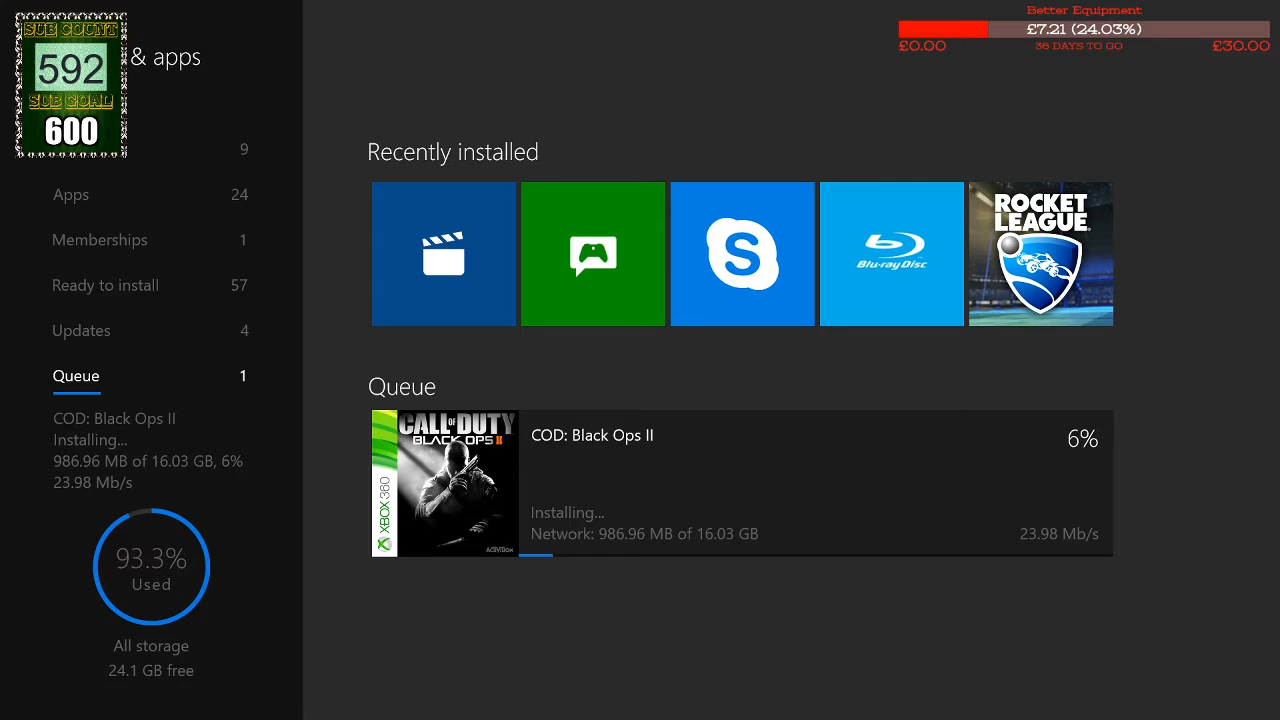 SUB COUNT
592
SUB GOAL
600
& apps
Better Equipment
£7.21 (24.03%)
£0.00
36 DAYS TO GO
£30.00
9
Apps 24
Memberships 1
Ready to install 57
Updates 4
Queue 1
COD: Black Ops II
Installing...
986.96 MB of 16.03 GB, 6%
23.98 Mb/s
93.3%
Used
All storage
24.1 GB free
Recently installed
S
Blu-ray Disc
ROCKET
LEAGUE
Queue
XBOX 360
CALL OF DUTY
BLACK OPS II
ACTIVISION
COD: Black Ops II
6%
Installing...
Network: 986.96 MB of 16.03 GB
23.98 Mb/s